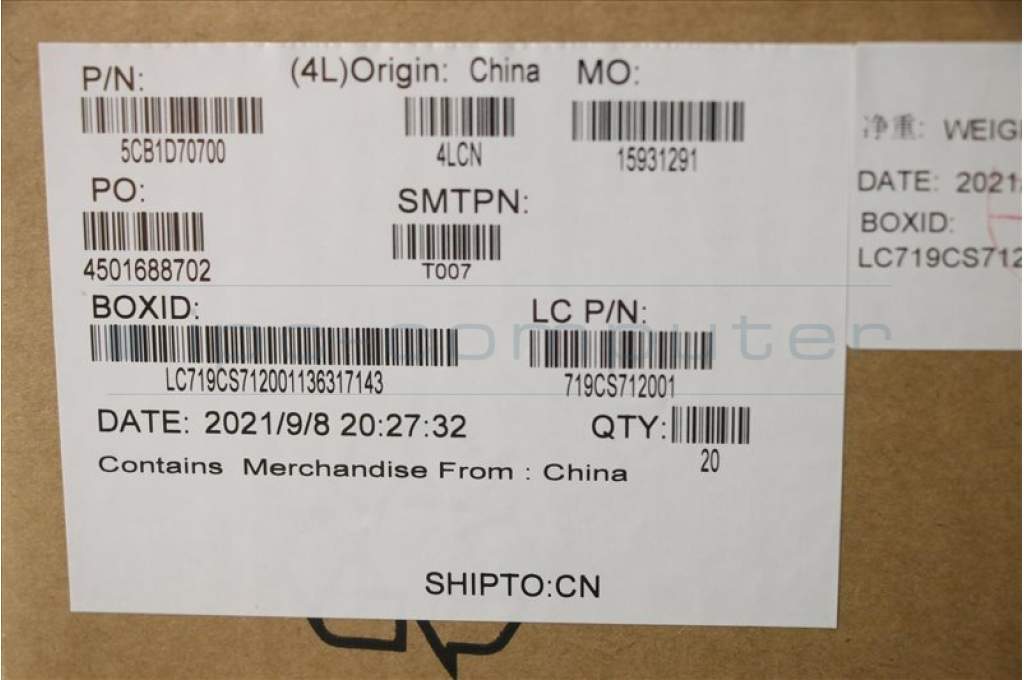 P/N: (4L)Origin: China MO:
5CB1D70700 4LCN 15931291
PO: SMTPN:
4501688702 T007
BOXID: LC P/N:
LC719CS712001136317143 719CS712001
DATE: 2021/9/8 20:27:32 QTY:
20
Contains Merchandise From : China
SHIPTO:CN
净重: WEIG
DATE: 2021
BOXID:
LC719CS712
computer